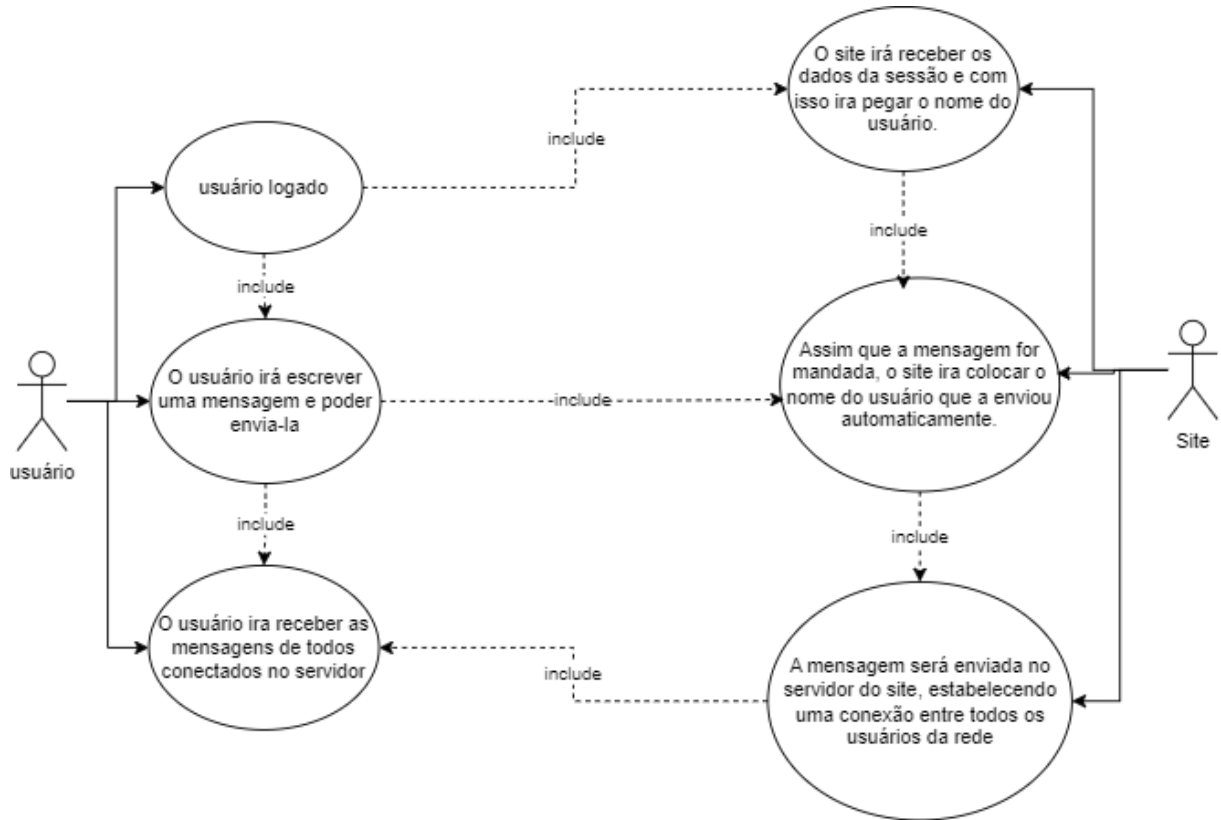 O site irá receber os
dados da sessão e com
isso ira pegar o nome do
usuário.
include
usuário logado
include
include
Assim que a mensagem for
mandada, o site ira colocar o
nome do usuário que a enviou
automaticamente.
O usuário irá escrever
uma mensagem e poder
envia-la
include
usuário
Site
include
include
O usuário ira receber as
mensagens de todos
conectados no servidor
include
A mensagem será enviada no
servidor do site, estabelecendo
uma conexão entre todos os
usuários da rede